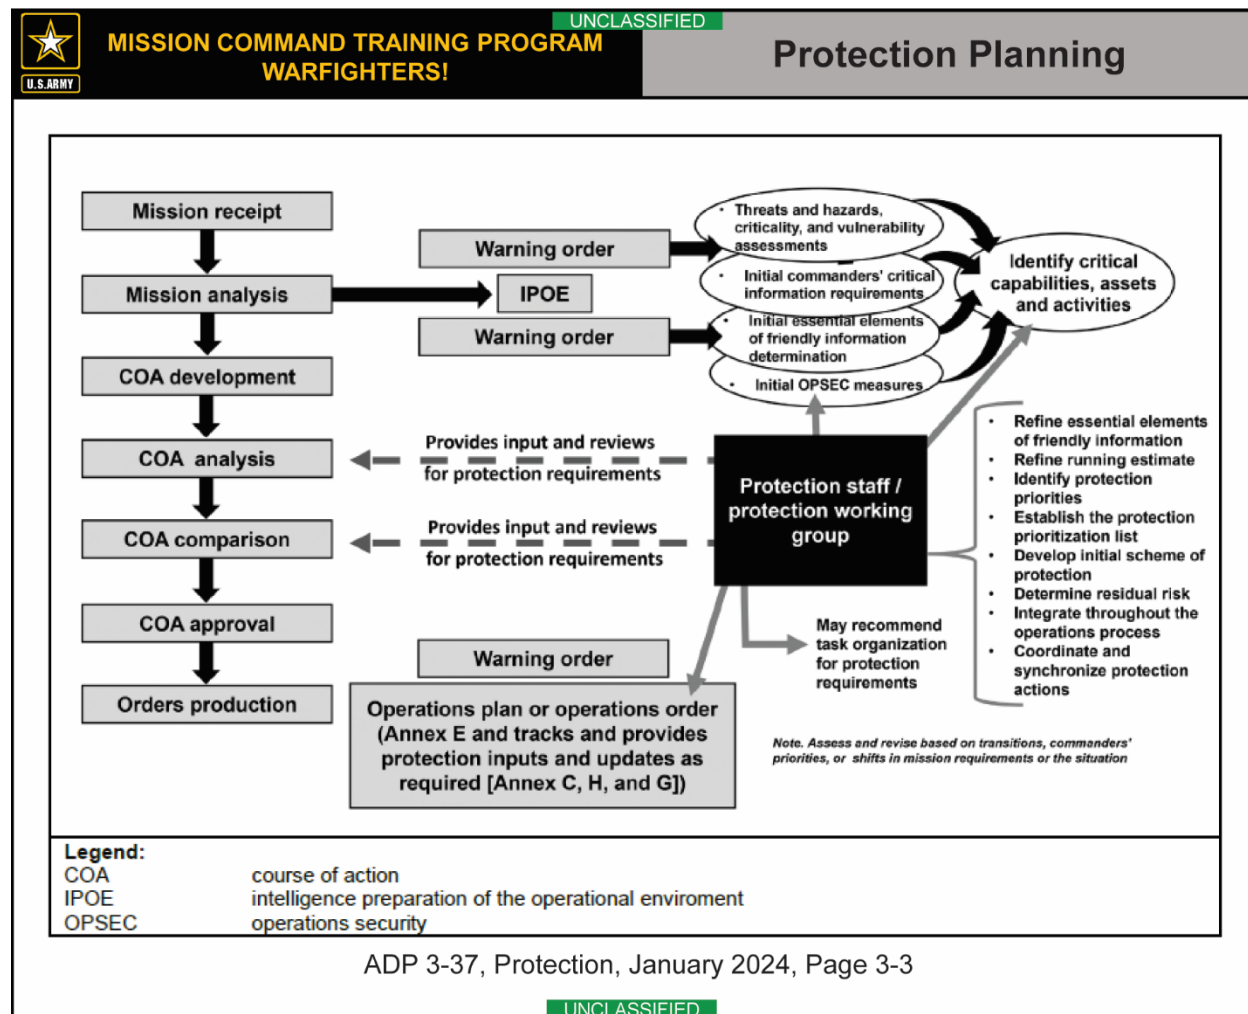 UNCLASSIFIED
MISSION COMMAND TRAINING PROGRAM
WARFIGHTERS!
U.S.ARMY
Protection Planning
Mission receipt
Mission analysis
COA development
COA analysis
COA comparison
COA approval
Orders production
Warning order
IPOE
Warning order
• Threats and hazards,
criticality, and vulnerability
assessments
• Initial commanders' critical
information requirements
• Initial essential elements
of friendly information
determination
• Initial OPSEC measures
Identify critical
capabilities, assets
and activities
Provides input and reviews
for protection requirements
Provides input and reviews
for protection requirements
Protection staff /
protection working
group
• Refine essential elements
of friendly information
• Refine running estimate
• Identify protection
priorities
• Establish the protection
prioritization list
• Develop initial scheme of
protection
• Determine residual risk
• Integrate throughout the
operations process
• Coordinate and
synchronize protection
actions
May recommend
task organization
for protection
requirements
Warning order
Operations plan or operations order
(Annex E and tracks and provides
protection inputs and updates as
required [Annex C, H, and G])
Note. Assess and revise based on transitions, commanders'
priorities, or shifts in mission requirements or the situation
Legend:
COA course of action
IPOE intelligence preparation of the operational enviroment
OPSEC operations security
ADP 3-37, Protection, January 2024, Page 3-3
UNCLASSIFIED